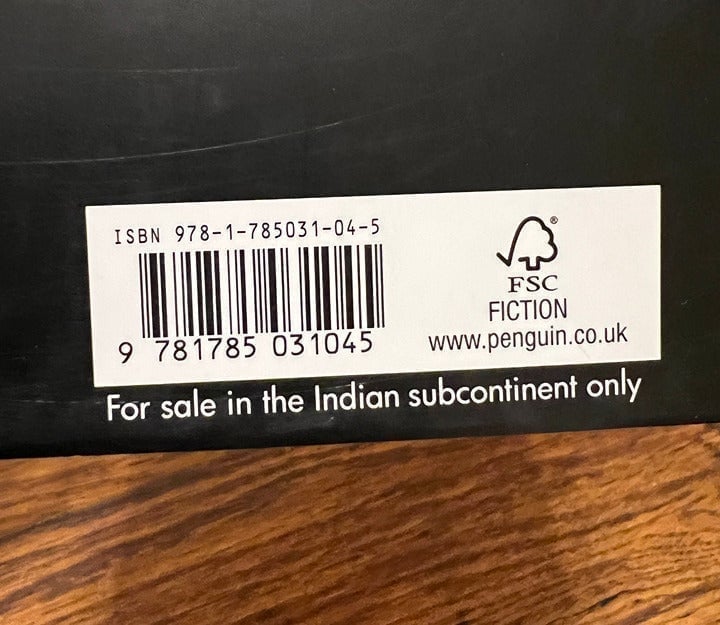 ISBN 978-1-785031-04-5
9 781785 031045
®
FSC
FICTION
www.penguin.co.uk
For sale in the Indian subcontinent only